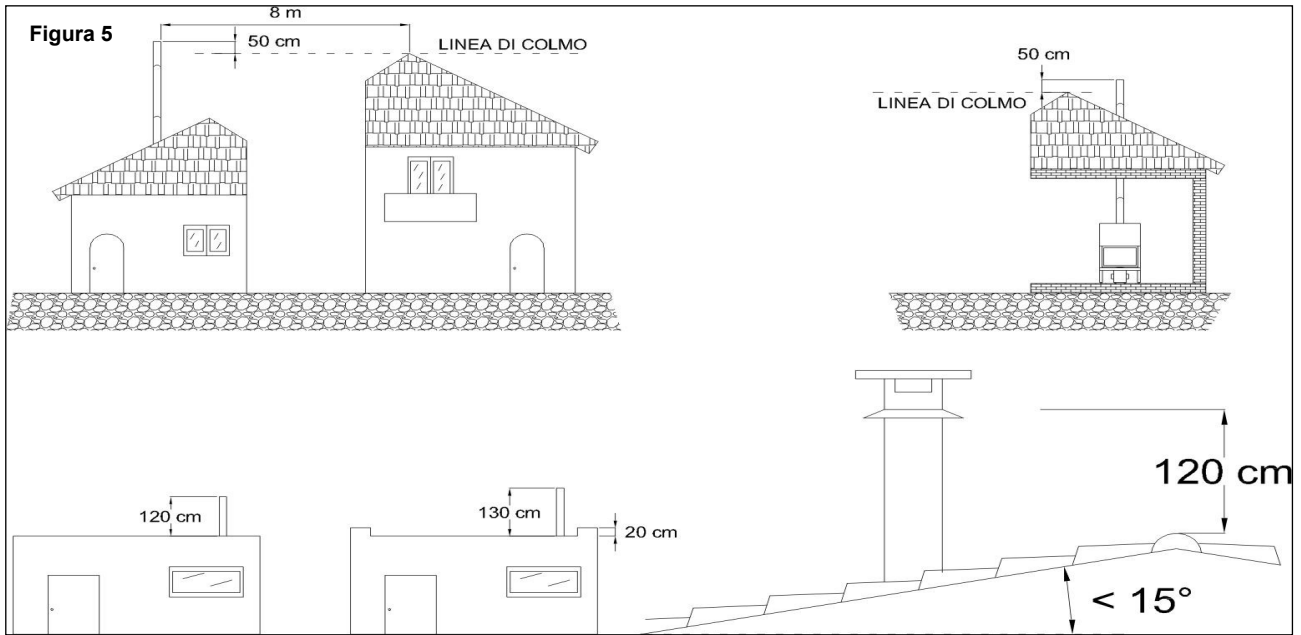 Figura 5
8 m
50 cm
LINEA DI COLMO
50 cm
LINEA DI COLMO
120 cm
130 cm
20 cm
120 cm
< 15°